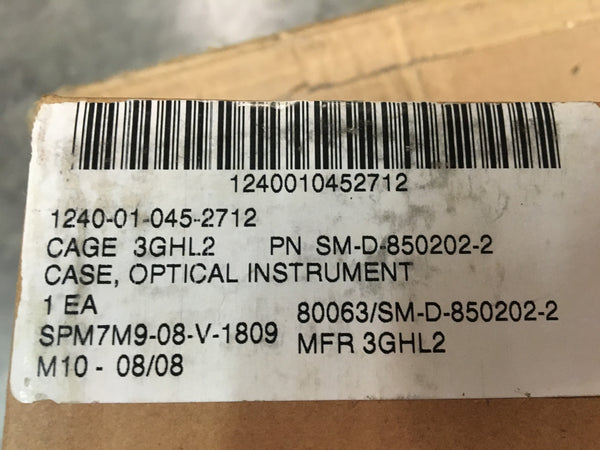 1240010452712
1240-01-045-2712
CAGE 3GHL2 PN SM-D-850202-2
CASE, OPTICAL INSTRUMENT
1 EA
80063/SM-D-850202-2
SPM7M9-08-V-1809
MFR 3GHL2
M10 - 08/08